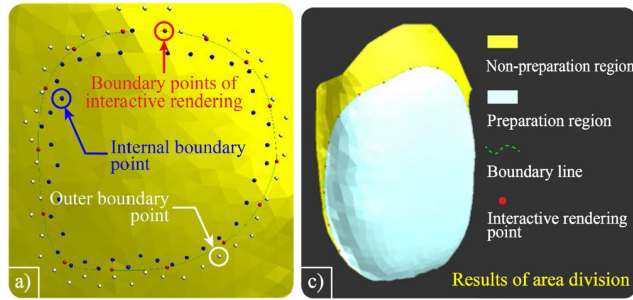 Boundary points of
interactive rendering
Internal boundary
point
Outer boundary
point
a)
Non-preparation region
Preparation region
Boundary line
Interactive rendering
point
c)
Results of area division